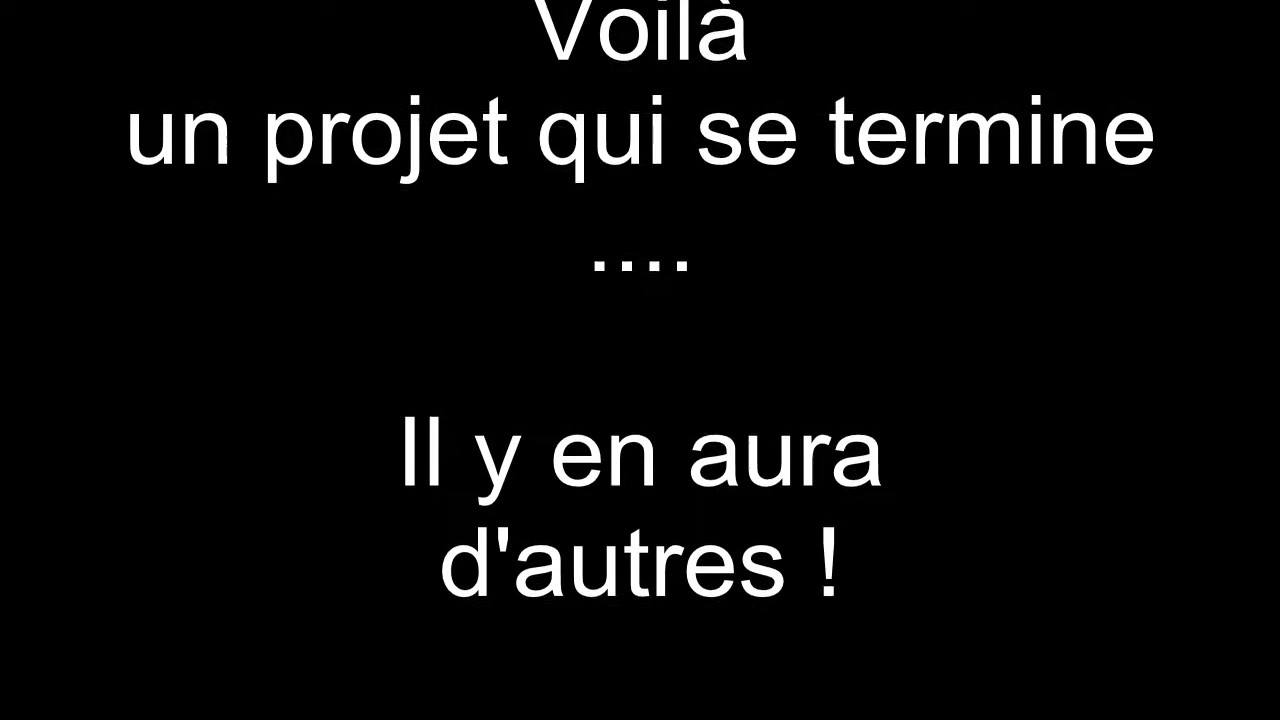 Voilà
un projet qui se termine
....
Il y en aura
d'autres !